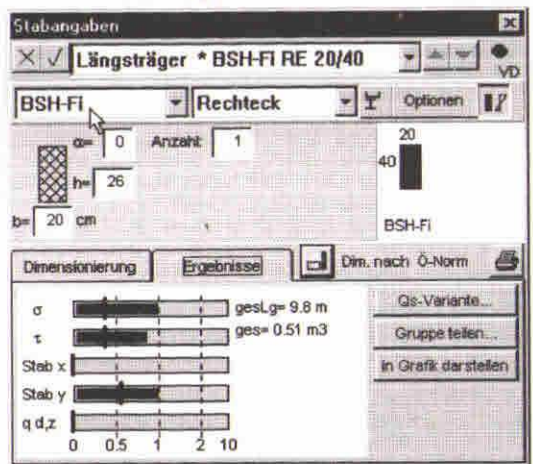 Stabangaben
Längsträger * BSH-Fi RE 20/40
VD
BSH-Fi Rechteck Optionen
α= 0 Anzahl: 1
20
40
h= 26
b= 20 cm
BSH-Fi
Dimensionierung Ergebnisse Dim. nach Ö-Norm
σ gesLg= 9.8 m
τ ges= 0.51 m3
Stab x
Stab y
q d,z
0 0.5 1 2 10
Qs-Variante...
Gruppe teilen...
in Grafik darstellen